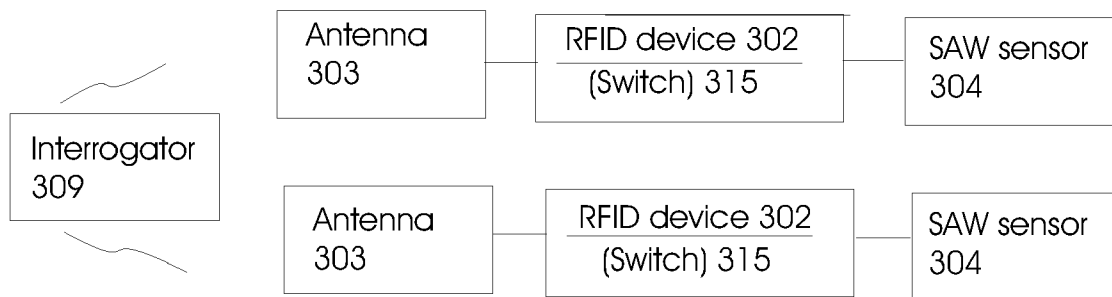 Antenna
303
RFID device 302
(Switch) 315
SAW sensor
304
Interrogator
309
Antenna
303
RFID device 302
(Switch) 315
SAW sensor
304